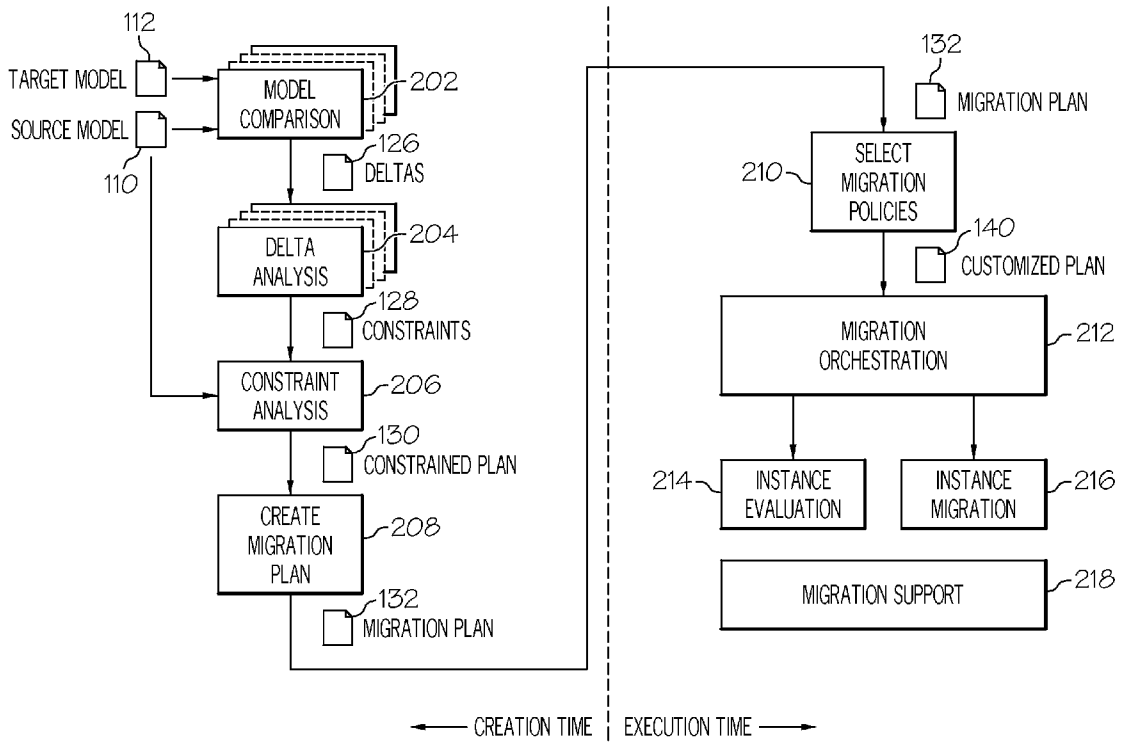 112
TARGET MODEL
SOURCE MODEL
110
MODEL
COMPARISON
202
126
DELTAS
DELTA
ANALYSIS
204
128
CONSTRAINTS
CONSTRAINT
ANALYSIS
206
130
CONSTRAINED PLAN
CREATE
MIGRATION
PLAN
208
132
MIGRATION PLAN
132
MIGRATION PLAN
SELECT
MIGRATION
POLICIES
210
140
CUSTOMIZED PLAN
MIGRATION
ORCHESTRATION
212
214
INSTANCE
EVALUATION
INSTANCE
MIGRATION
216
MIGRATION SUPPORT
218
CREATION TIME
EXECUTION TIME